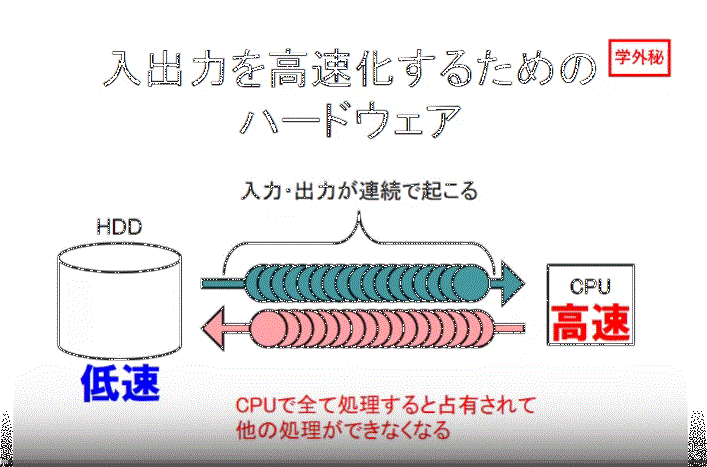 入出力を高速化するための
学外秘
ハードウェア
入力・出力が連続で起こる
HDD
CPU
高速
低速
CPUで全て処理すると占有されて
他の処理ができなくなる